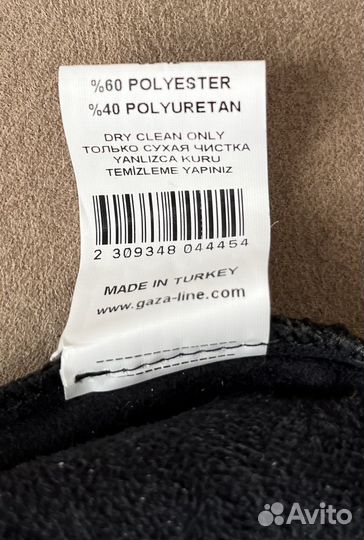 %60 POLYESTER
%40 POLYURETAN
DRY CLEAN ONLY
ТОЛЬКО СУХАЯ ЧИСТКА
YANLIZCA KURU
TEMİZLEME YAPINIZ
2 309348 044454
MADE IN TURKEY
www.gaza-line.com
Avito